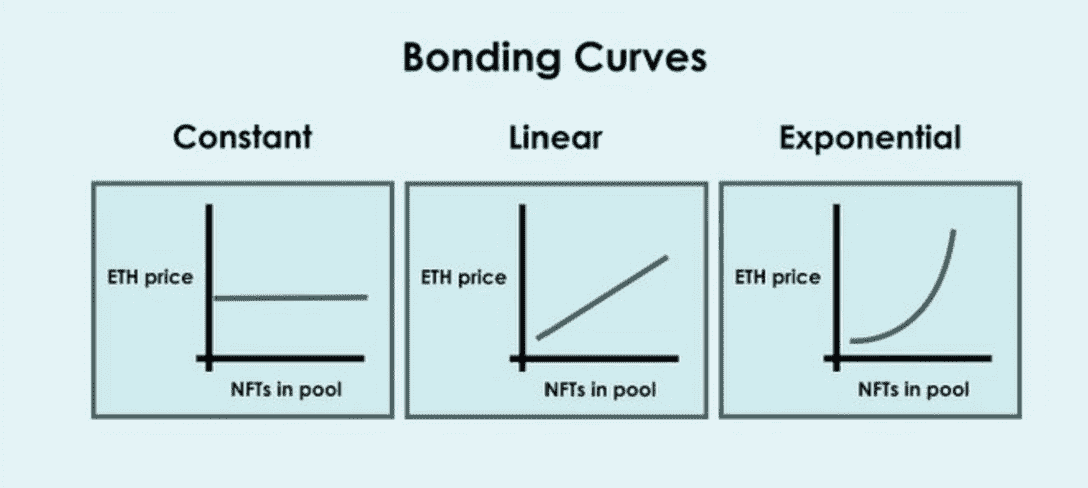 Bonding Curves
Constant
Linear
Exponential
ETH price
NFTs in pool
ETH price
NFTs in pool
ETH price
NFTs in pool